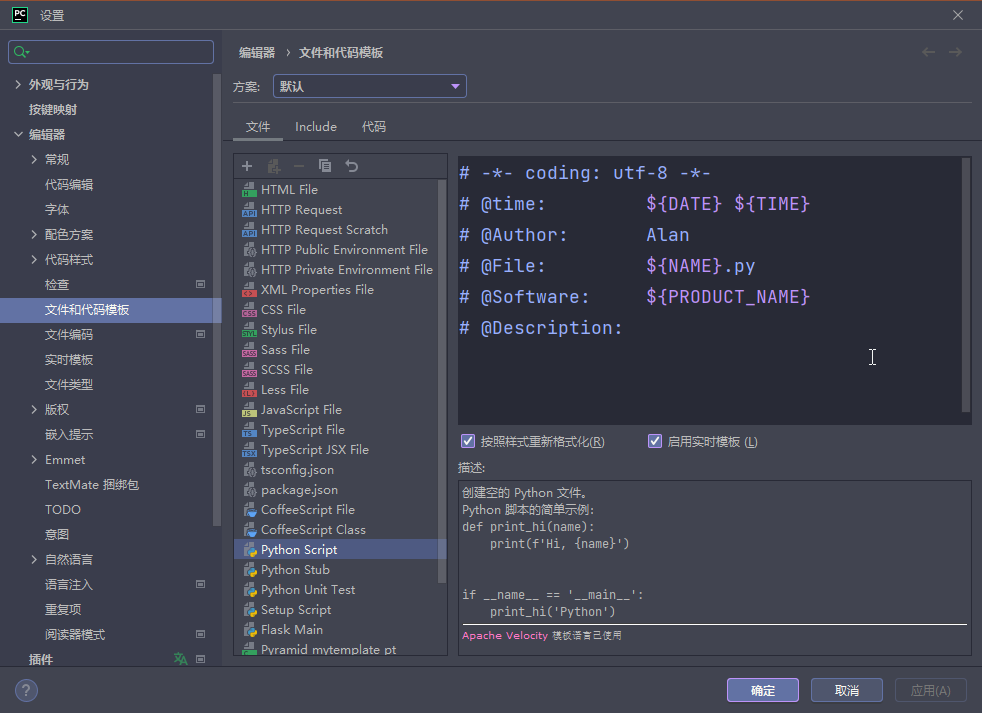 PC 设置
编辑器 › 文件和代码模板
方案: 默认
文件 Include 代码
外观与行为
按键映射
编辑器
常规
代码编辑
字体
配色方案
代码样式
检查
文件和代码模板
文件编码
实时模板
文件类型
版权
嵌入提示
Emmet
TextMate 捆绑包
TODO
意图
自然语言
语言注入
重复项
阅读器模式
插件
HTML File
HTTP Request
HTTP Request Scratch
HTTP Public Environment File
HTTP Private Environment File
XML Properties File
CSS File
Stylus File
Sass File
SCSS File
Less File
JavaScript File
TypeScript File
TypeScript JSX File
tsconfig.json
package.json
CoffeeScript File
CoffeeScript Class
Python Script
Python Stub
Python Unit Test
Setup Script
Flask Main
Pyramid mytemplate pt
# -*- coding: utf-8 -*-
# @time: ${DATE} ${TIME}
# @Author: Alan
# @File: ${NAME}.py
# @Software: ${PRODUCT_NAME}
# @Description:
按照样式重新格式化(R) 启用实时模板 (L)
描述:
创建空的 Python 文件。
Python 脚本的简单示例:
def print_hi(name):
print(f'Hi, {name}')
if __name__ == '__main__':
print_hi('Python')
Apache Velocity 模板语言已使用
? 确定 取消 应用(A)